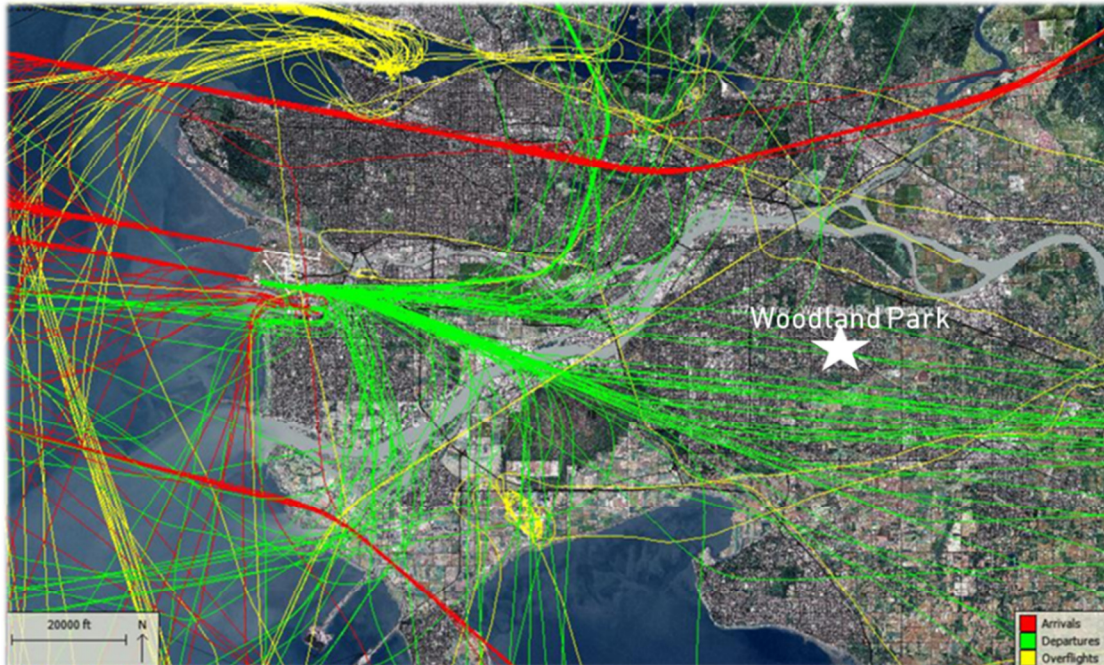 Woodland Park
20000 ft
N
Arrivals
Departures
Overflights